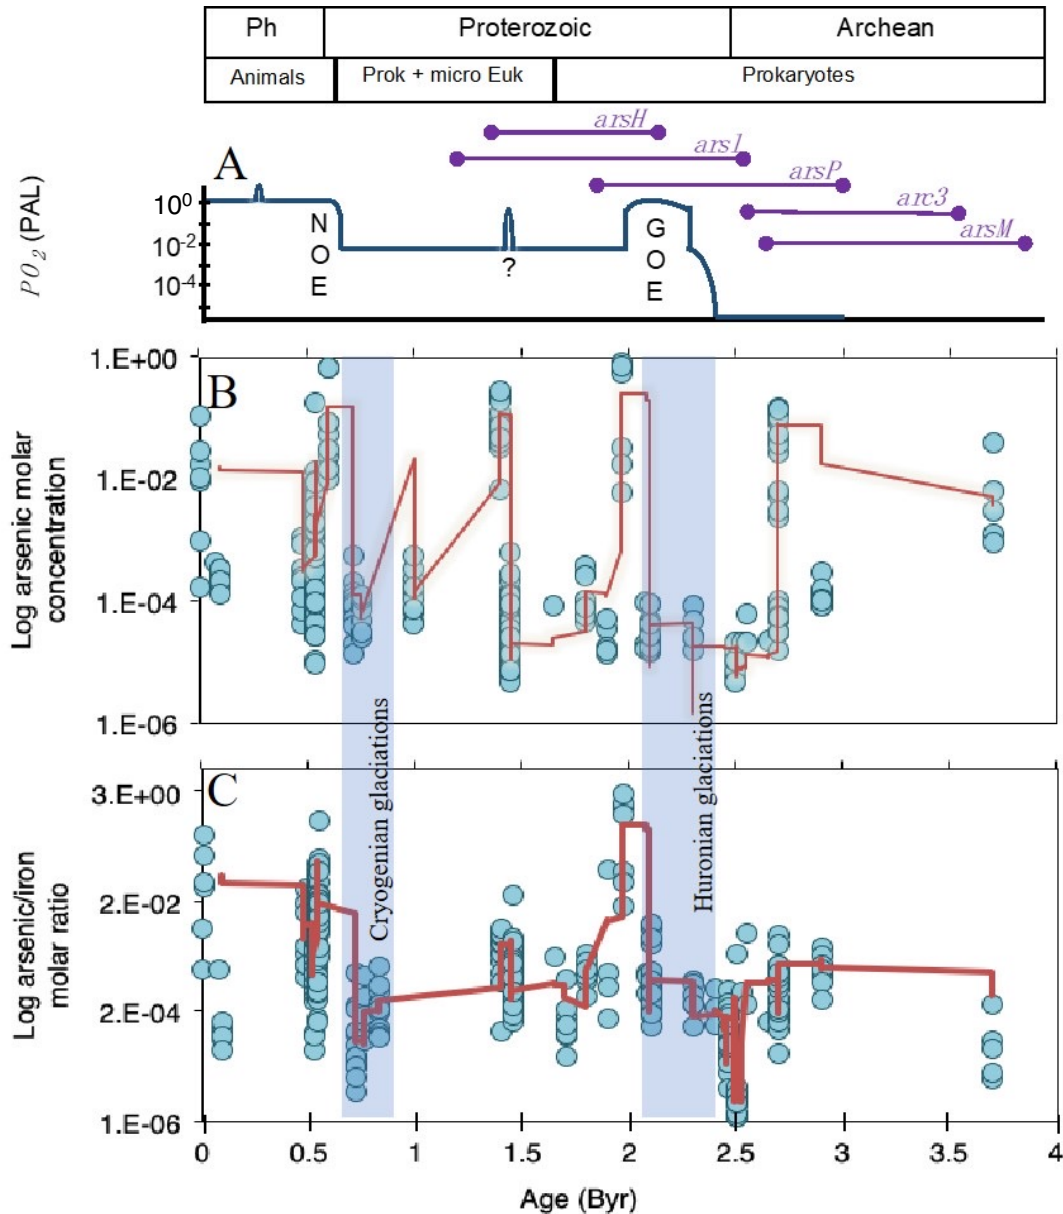 Ph Proterozoic Archean
Animals Prok + micro Euk Prokaryotes
arsH
A arsI
arsP
PO2 (PAL)
10^0 arc3
10^-2 arsM
10^-4
NOE
?
GOE
1.E+00
B
1.E-02
1.E-04
1.E-06
Log arsenic molar
concentration
Cryogenian glaciations
Huronian glaciations
C
3.E+00
2.E-02
2.E-04
1.E-06
Log arsenic/iron
molar ratio
0 0.5 1 1.5 2 2.5 3 3.5 4
Age (Byr)